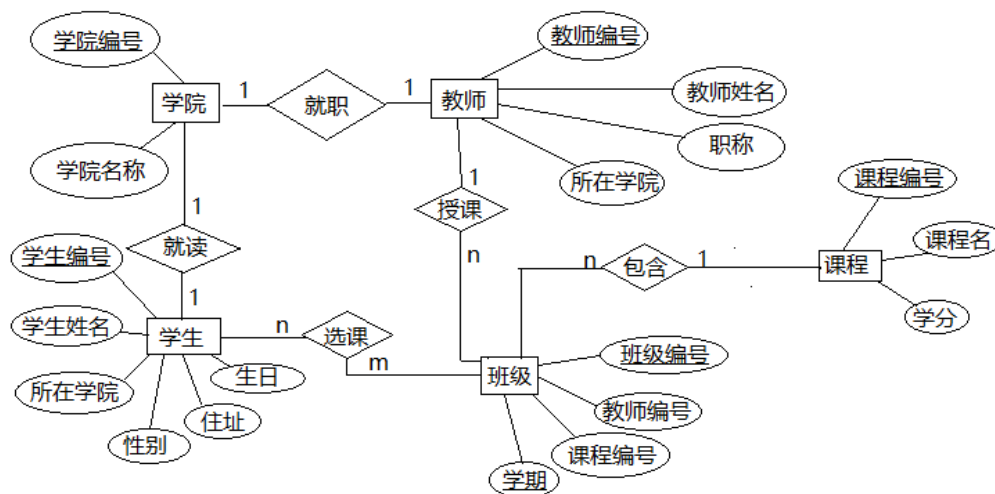 学院编号
教师编号
学院
1
就职
1
教师
教师姓名
学院名称
职称
所在学院
1
授课
课程编号
1
就读
学生编号
n
n
包含
1
课程
课程名
学分
1
学生姓名
学生
n
选课
m
班级
班级编号
所在学院
生日
教师编号
住址
性别
课程编号
学期